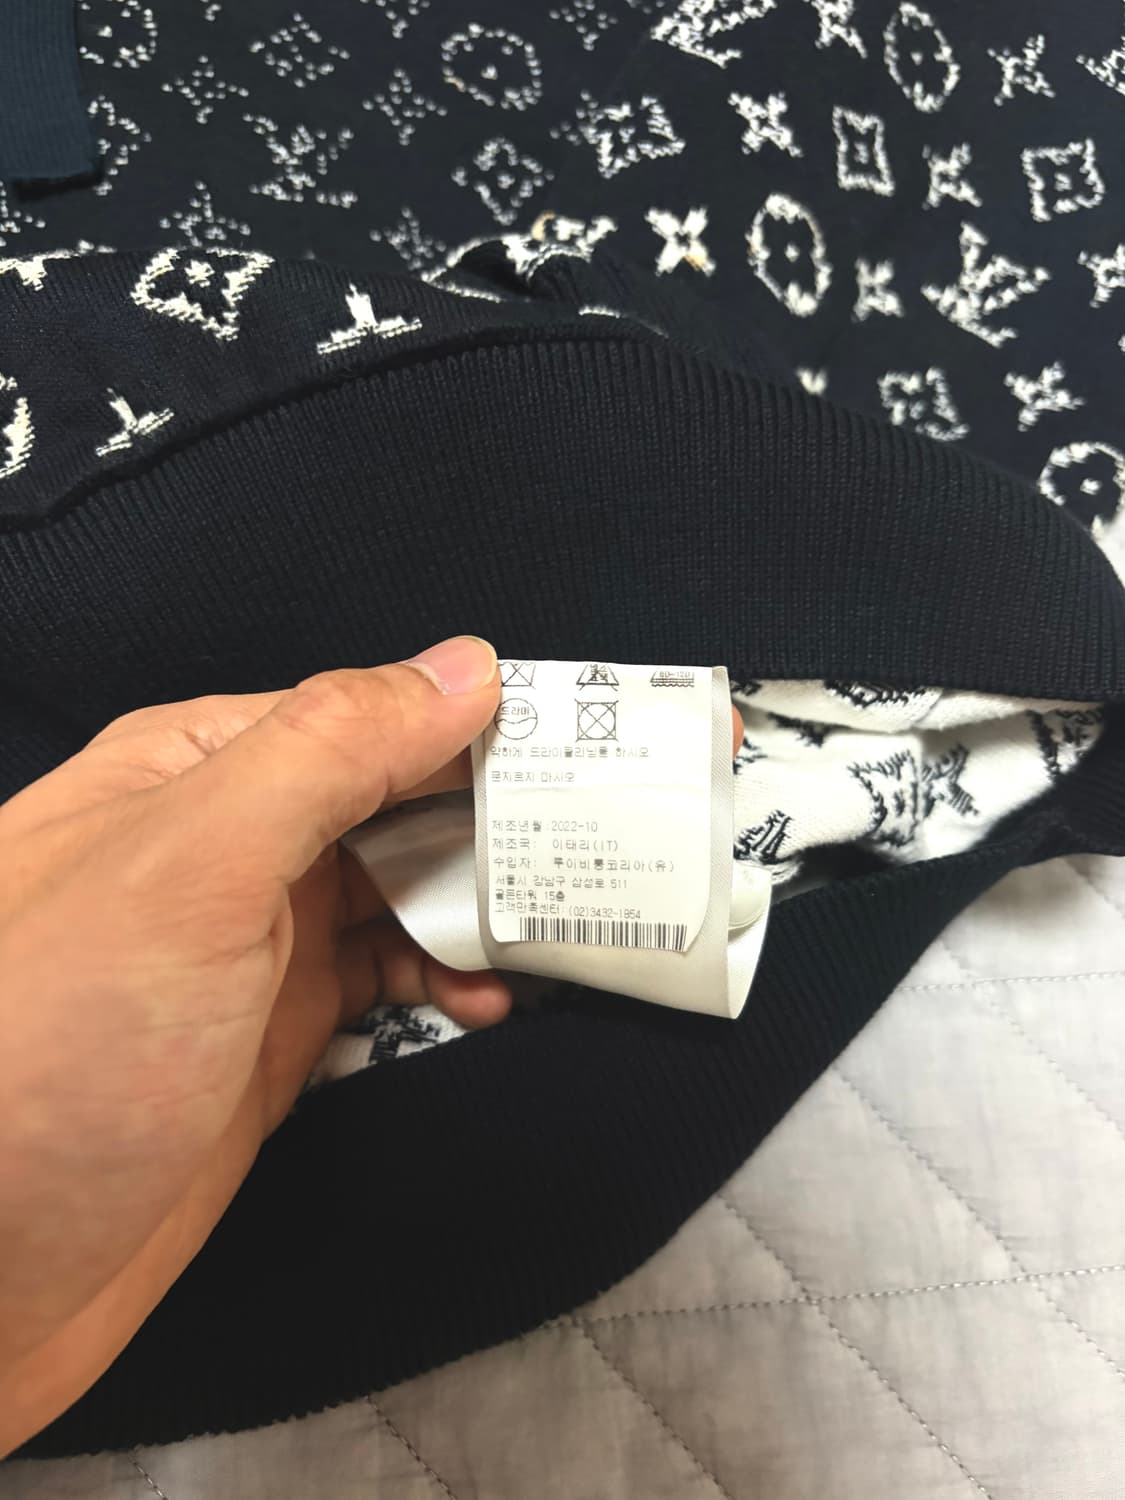 80~120
드라이
약하게 드라이클리닝을 하시오
문지르지 마시오
제조년월:2022-10
제조국: 이태리(IT)
수입자: 루이비통코리아(유)
서울시 강남구 삼성로 511
골든타워 15층
고객만족센터:(02)3432-1854